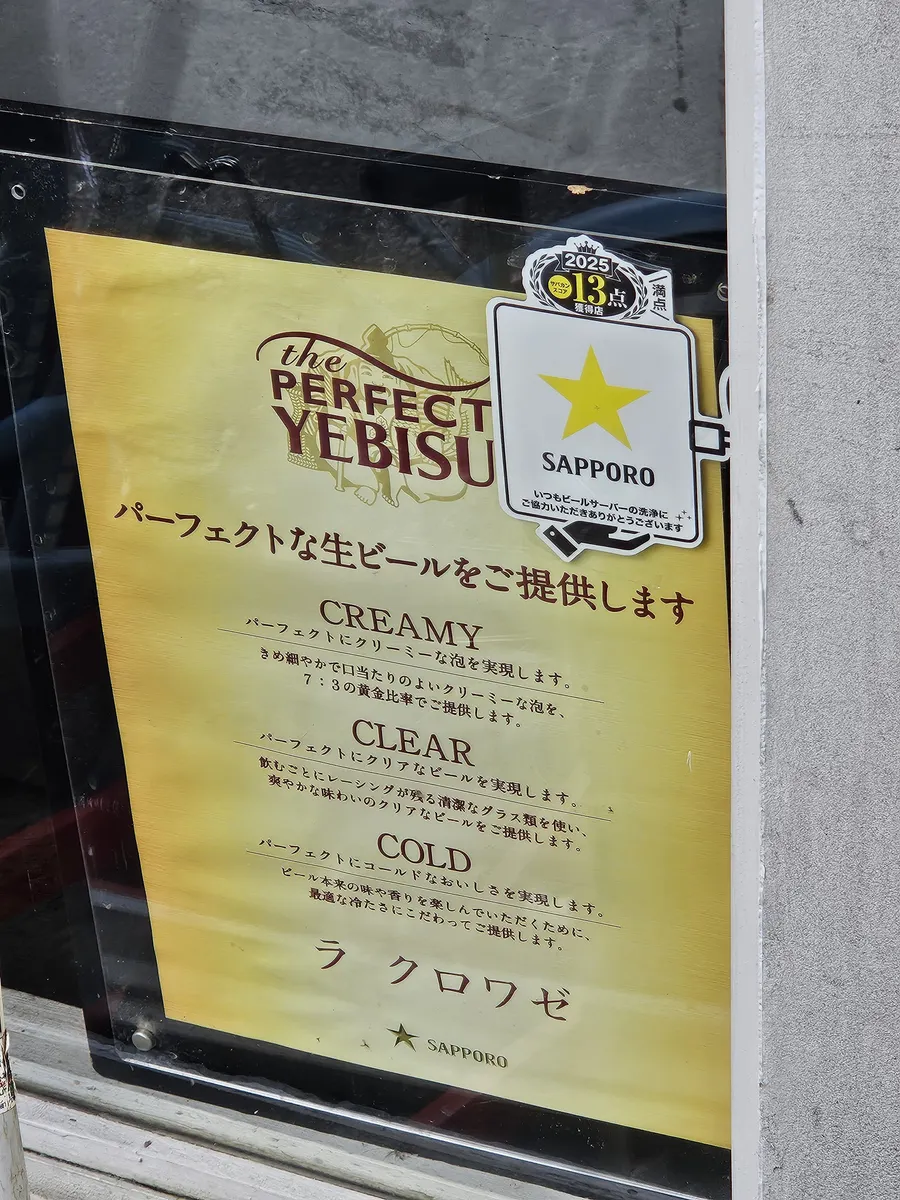 2025
サバカン
スコア
13点
獲得店
満点
SAPPORO
いつもビールサーバーの洗浄に
ご協力いただきありがとうございます
the
PERFECT
YEBISU
パーフェクトな生ビールをご提供します
CREAMY
パーフェクトにクリーミーな泡を実現します。
きめ細やかで口当たりのよいクリーミーな泡を、
7:3の黄金比率でご提供します。
CLEAR
パーフェクトにクリアなビールを実現します。
飲むごとにレーシングが残る清潔なグラス類を使い、
爽やかな味わいのクリアなビールをご提供します。
COLD
パーフェクトにコールドなおいしさを実現します。
ビール本来の味や香りを楽しんでいただくために、
最適な冷たさにこだわってご提供します。
ラ クロワゼ
SAPPORO